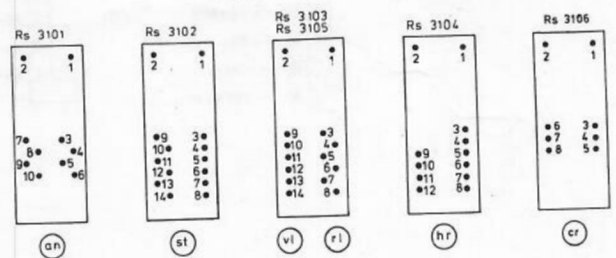 Rs 3101
Rs 3102
Rs 3103
Rs 3105
Rs 3104
Rs 3106
2 1
7 3
8 4
9 5
10 6
an
2 1
9 3
10 4
11 5
12 6
13 7
14 8
st
2 1
9 3
10 4
11 5
12 6
13 7
14 8
vl rl
2 1
3
4
9 5
10 6
11 7
12 8
hr
2 1
6 3
7 4
8 5
cr